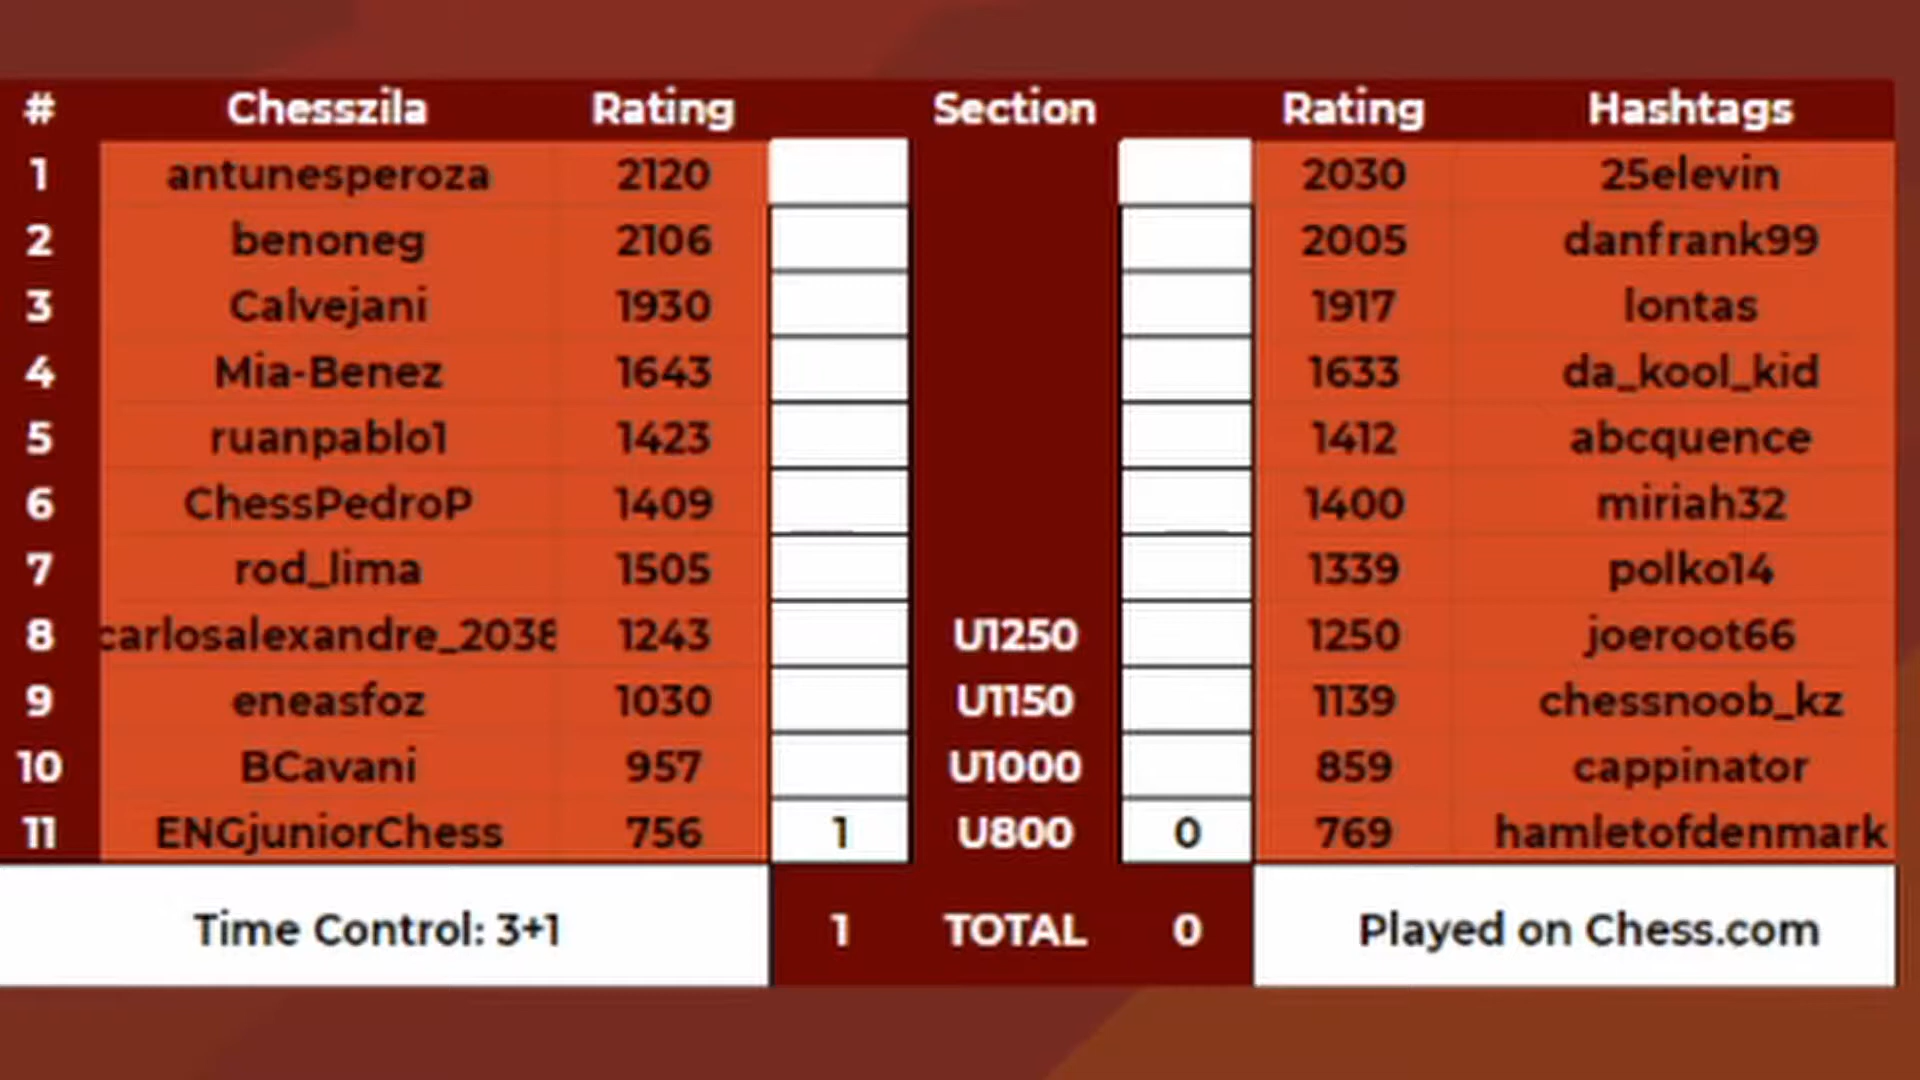 # Chesszila Rating Section Rating Hashtags
1 antunesperoza 2120 2030 25elevin
2 benoneg 2106 2005 danfrank99
3 Calvejani 1930 1917 lontas
4 Mia-Benez 1643 1633 da_kool_kid
5 ruanpablo1 1423 1412 abcquence
6 ChessPedroP 1409 1400 miriah32
7 rod_lima 1505 1339 polko14
8 carlosalexandre_2038 1243 U1250 1250 joeroot66
9 eneasfoz 1030 U1150 1139 chessnoob_kz
10 BCavani 957 U1000 859 cappinator
11 ENGjuniorChess 756 1 U800 0 769 hamletofdenmark
Time Control: 3+1 1 TOTAL 0 Played on Chess.com